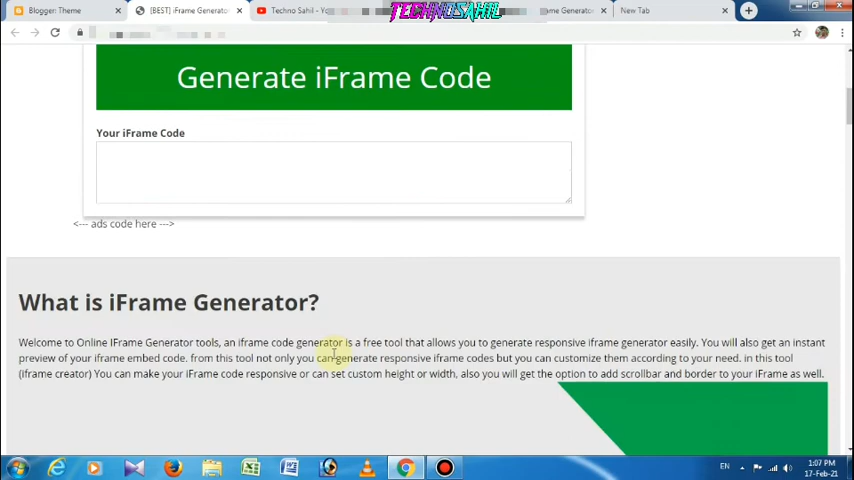 Blogger: Theme
[BEST] iFrame Generator
Techno Sahil - Y
TECHNOSAHIL
ame Generator
New Tab
Generate iFrame Code
Your iFrame Code
<--- ads code here --->
What is iFrame Generator?
Welcome to Online IFrame Generator tools, an iframe code generator is a free tool that allows you to generate responsive iframe generator easily. You will also get an instant
preview of your iframe embed code. from this tool not only you can generate responsive iframe codes but you can customize them according to your need. in this tool
(iframe creator) You can make your iFrame code responsive or can set custom height or width, also you will get the option to add scrollbar and border to your iFrame as well.
EN
1:07 PM
17-Feb-21